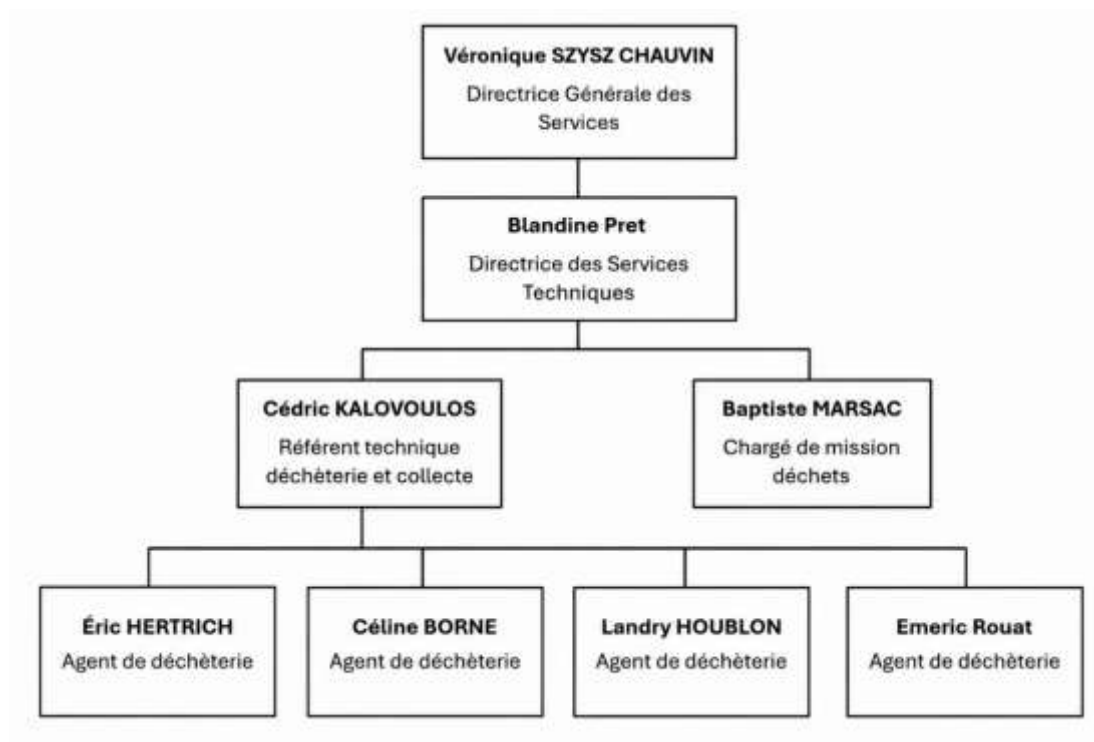 Véronique SZYSZ CHAUVIN
Directrice Générale des
Services
Blandine Pret
Directrice des Services
Techniques
Cédric KALOVOULOS
Référent technique
déchèterie et collecte
Baptiste MARSAC
Chargé de mission
déchets
Éric HERTRICH
Agent de déchèterie
Céline BORNE
Agent de déchèterie
Landry HOUBLON
Agent de déchèterie
Emeric Rouat
Agent de déchèterie